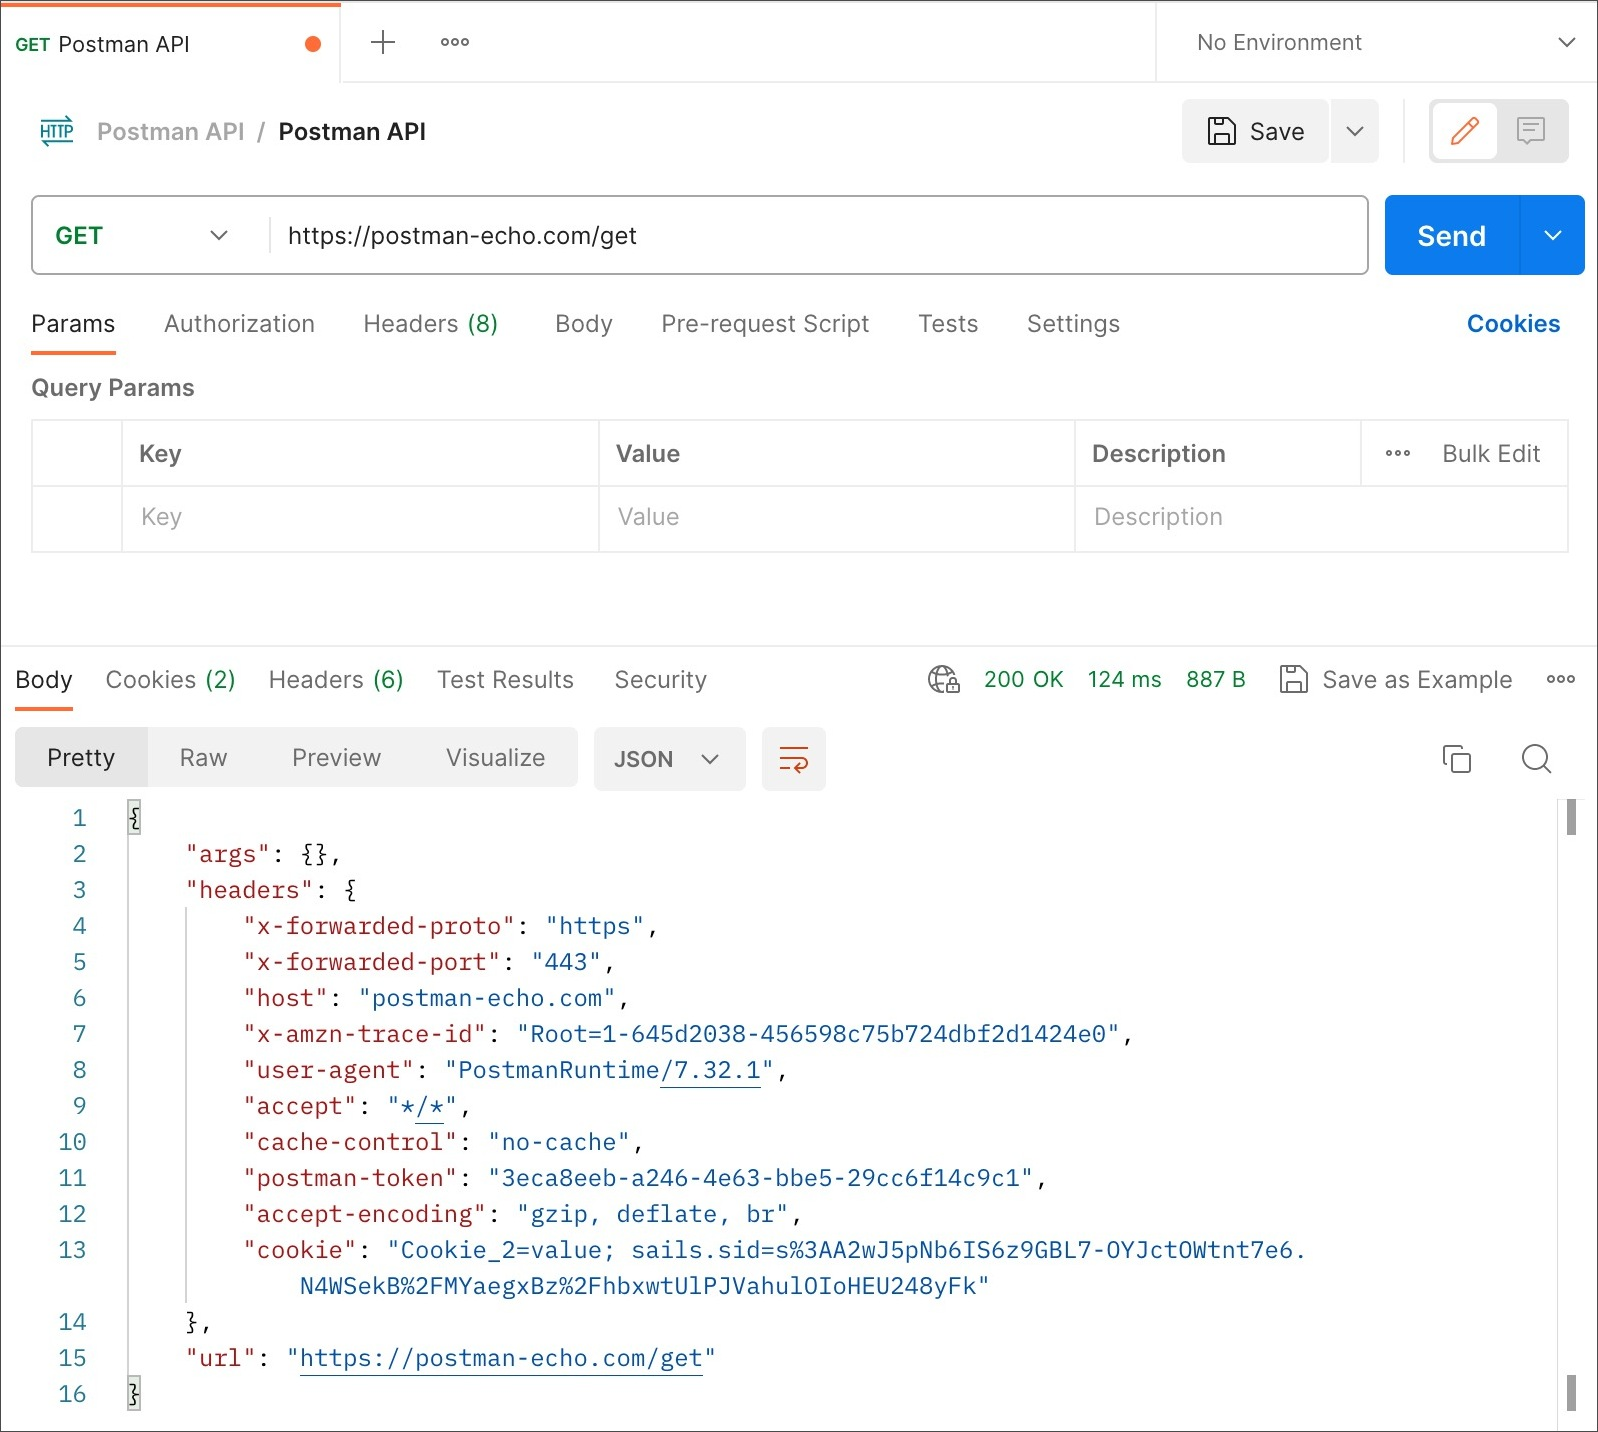 GET Postman API
No Environment
HTTP Postman API / Postman API
Save
GET https://postman-echo.com/get
Send
Params Authorization Headers (8) Body Pre-request Script Tests Settings Cookies
Query Params
Key Value Description Bulk Edit
Key Value Description
Body Cookies (2) Headers (6) Test Results Security 200 OK 124 ms 887 B Save as Example
Pretty Raw Preview Visualize JSON
1 {
2 "args": {},
3 "headers": {
4 "x-forwarded-proto": "https",
5 "x-forwarded-port": "443",
6 "host": "postman-echo.com",
7 "x-amzn-trace-id": "Root=1-645d2038-456598c75b724dbf2d1424e0",
8 "user-agent": "PostmanRuntime/7.32.1",
9 "accept": "*/*",
10 "cache-control": "no-cache",
11 "postman-token": "3eca8eeb-a246-4e63-bbe5-29cc6f14c9c1",
12 "accept-encoding": "gzip, deflate, br",
13 "cookie": "Cookie_2=value; sails.sid=s%3AA2wJ5pNb6IS6z9GBL7-OYJctOWtnt7e6.
N4WSekB%2FMYaegxBz%2FhbxwtUlPJVahulOIoHEU248yFk"
14 },
15 "url": "https://postman-echo.com/get"
16 }